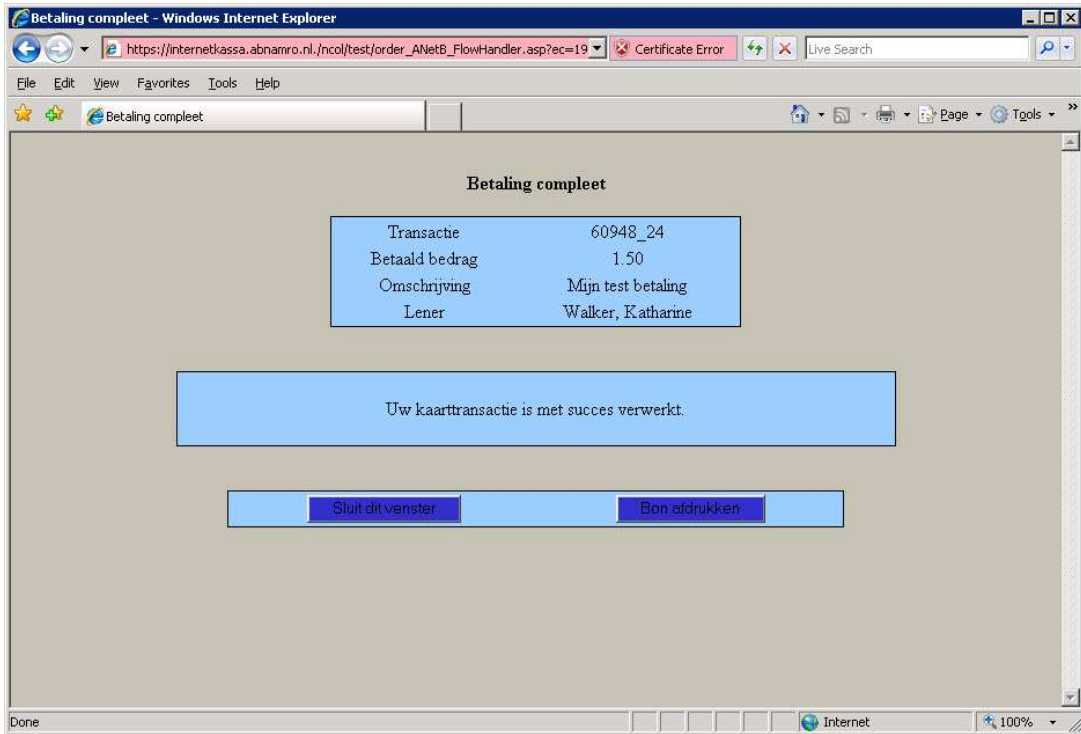 Betaling compleet - Windows Internet Explorer
https://internetkassa.abnamro.nl./ncol/test/order_ANetB_FlowHandler.asp?ec=19 Certificate Error Live Search
File Edit View Favorites Tools Help
Betaling compleet Page Tools »
Betaling compleet
Transactie 60948_24
Betaald bedrag 1.50
Omschrijving Mijn test betaling
Lener Walker, Katharine
Uw kaarttransactie is met succes verwerkt.
Sluit dit venster Bon afdrukken
Done Internet 100%